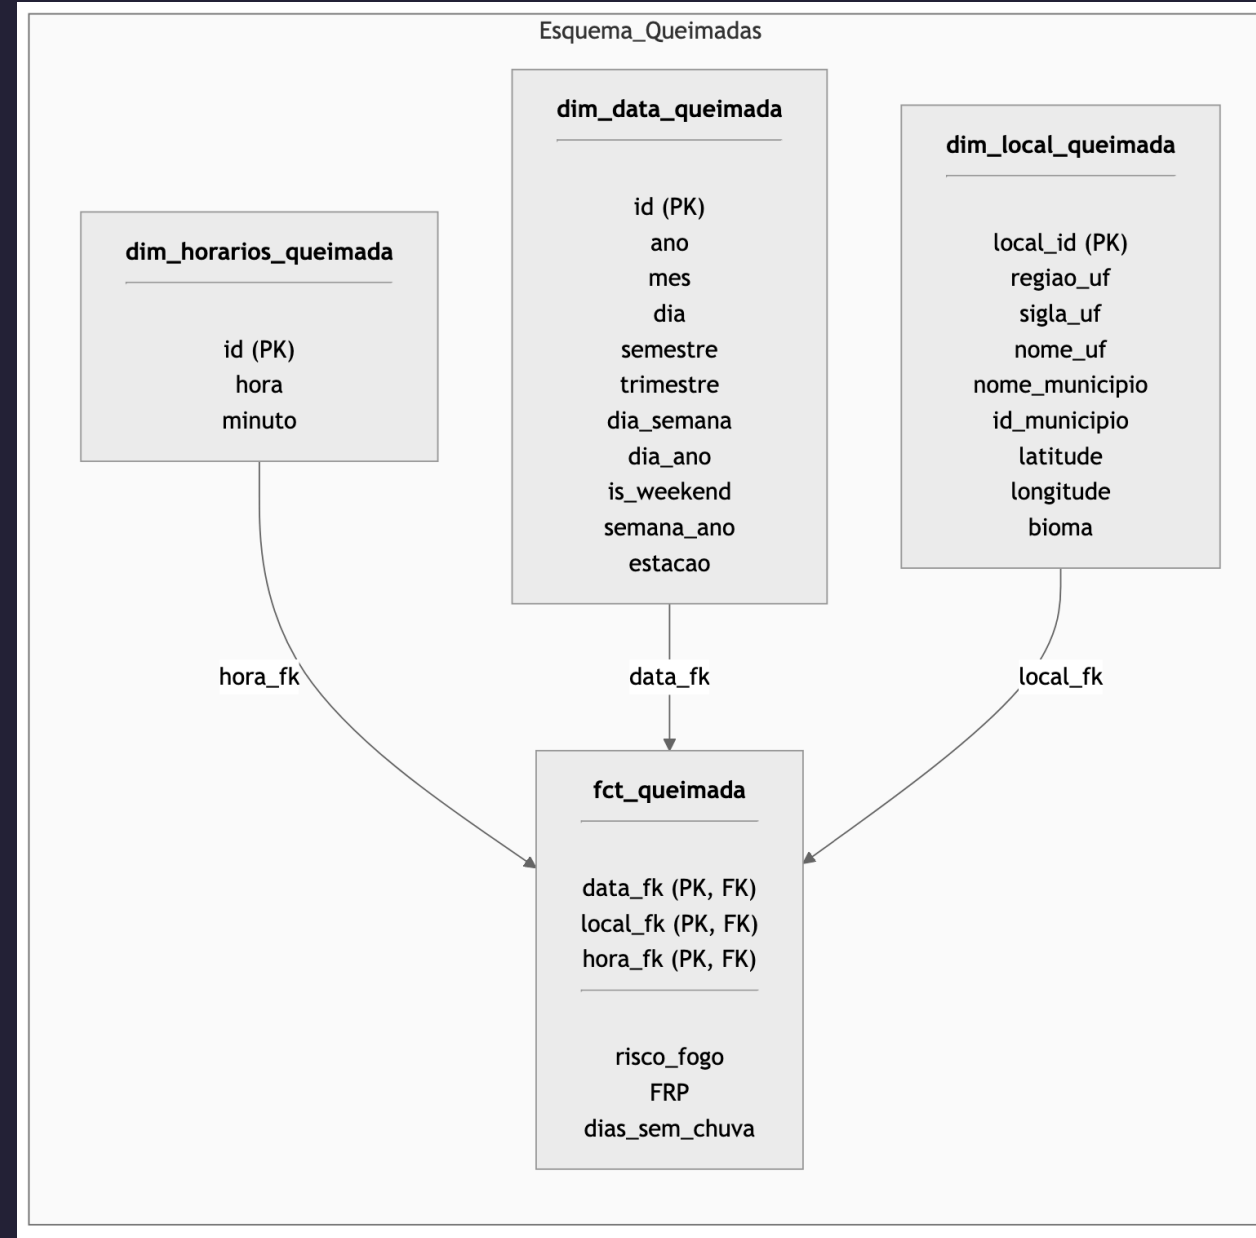 Esquema_Queimadas
dim_horarios_queimada
id (PK)
hora
minuto
dim_data_queimada
id (PK)
ano
mes
dia
semestre
trimestre
dia_semana
dia_ano
is_weekend
semana_ano
estacao
dim_local_queimada
local_id (PK)
regiao_uf
sigla_uf
nome_uf
nome_municipio
id_municipio
latitude
longitude
bioma
hora_fk
data_fk
local_fk
fct_queimada
data_fk (PK, FK)
local_fk (PK, FK)
hora_fk (PK, FK)
risco_fogo
FRP
dias_sem_chuva